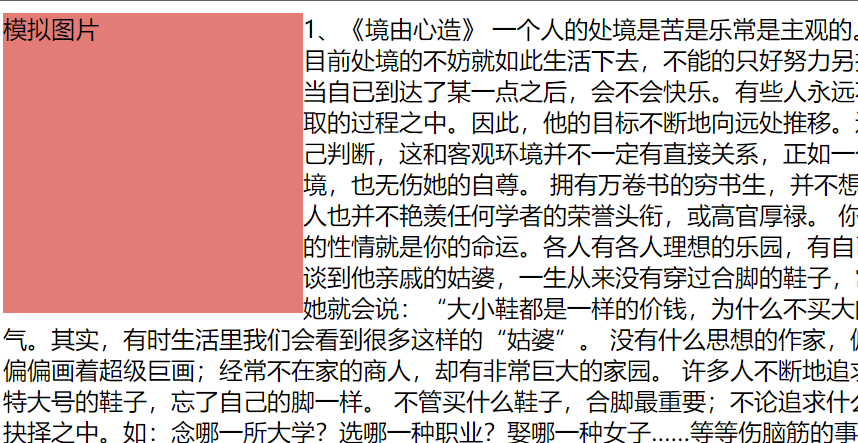 模拟图片
1、《境由心造》 一个人的处境是苦是乐常是主观的。
目前处境的不妨就如此生活下去，不能的只好努力另
当自已到达了某一点之后，会不会快乐。有些人永远
取的过程之中。因此，他的目标不断地向远处推移。
己判断，这和客观环境并不一定有直接关系，正如一
境，也无伤她的自尊。 拥有万卷书的穷书生，并不想
人也并不艳羡任何学者的荣誉头衔，或高官厚禄。 你
的性情就是你的命运。各人有各人理想的乐园，有自
谈到他亲戚的姑婆，一生从来没有穿过合脚的鞋子，
她就会说：“大小鞋都是一样的价钱，为什么不买大
气。其实，有时生活里我们会看到很多这样的“姑婆”。 没有什么思想的作家，
偏偏画着超级巨画；经常不在家的商人，却有非常巨大的家园。 许多人不断地追
特大号的鞋子，忘了自己的脚一样。 不管买什么鞋子，合脚最重要；不论追求什
抉择之中。如：念哪一所大学？选哪一种职业？娶哪一种女子……等等伤脑筋的事